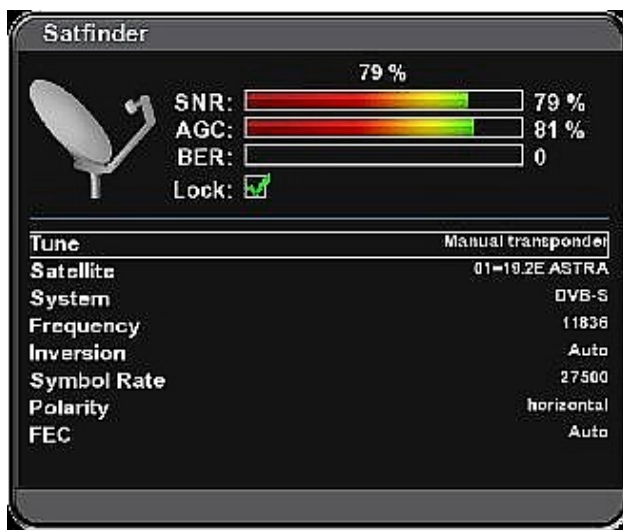 Satfinder
79 %
SNR: 79 %
AGC: 81 %
BER: 0
Lock:
Tune Manual transponder
Satellite 01=19.2E ASTRA
System DVB-S
Frequency 11836
Inversion Auto
Symbol Rate 27500
Polarity horizontal
FEC Auto